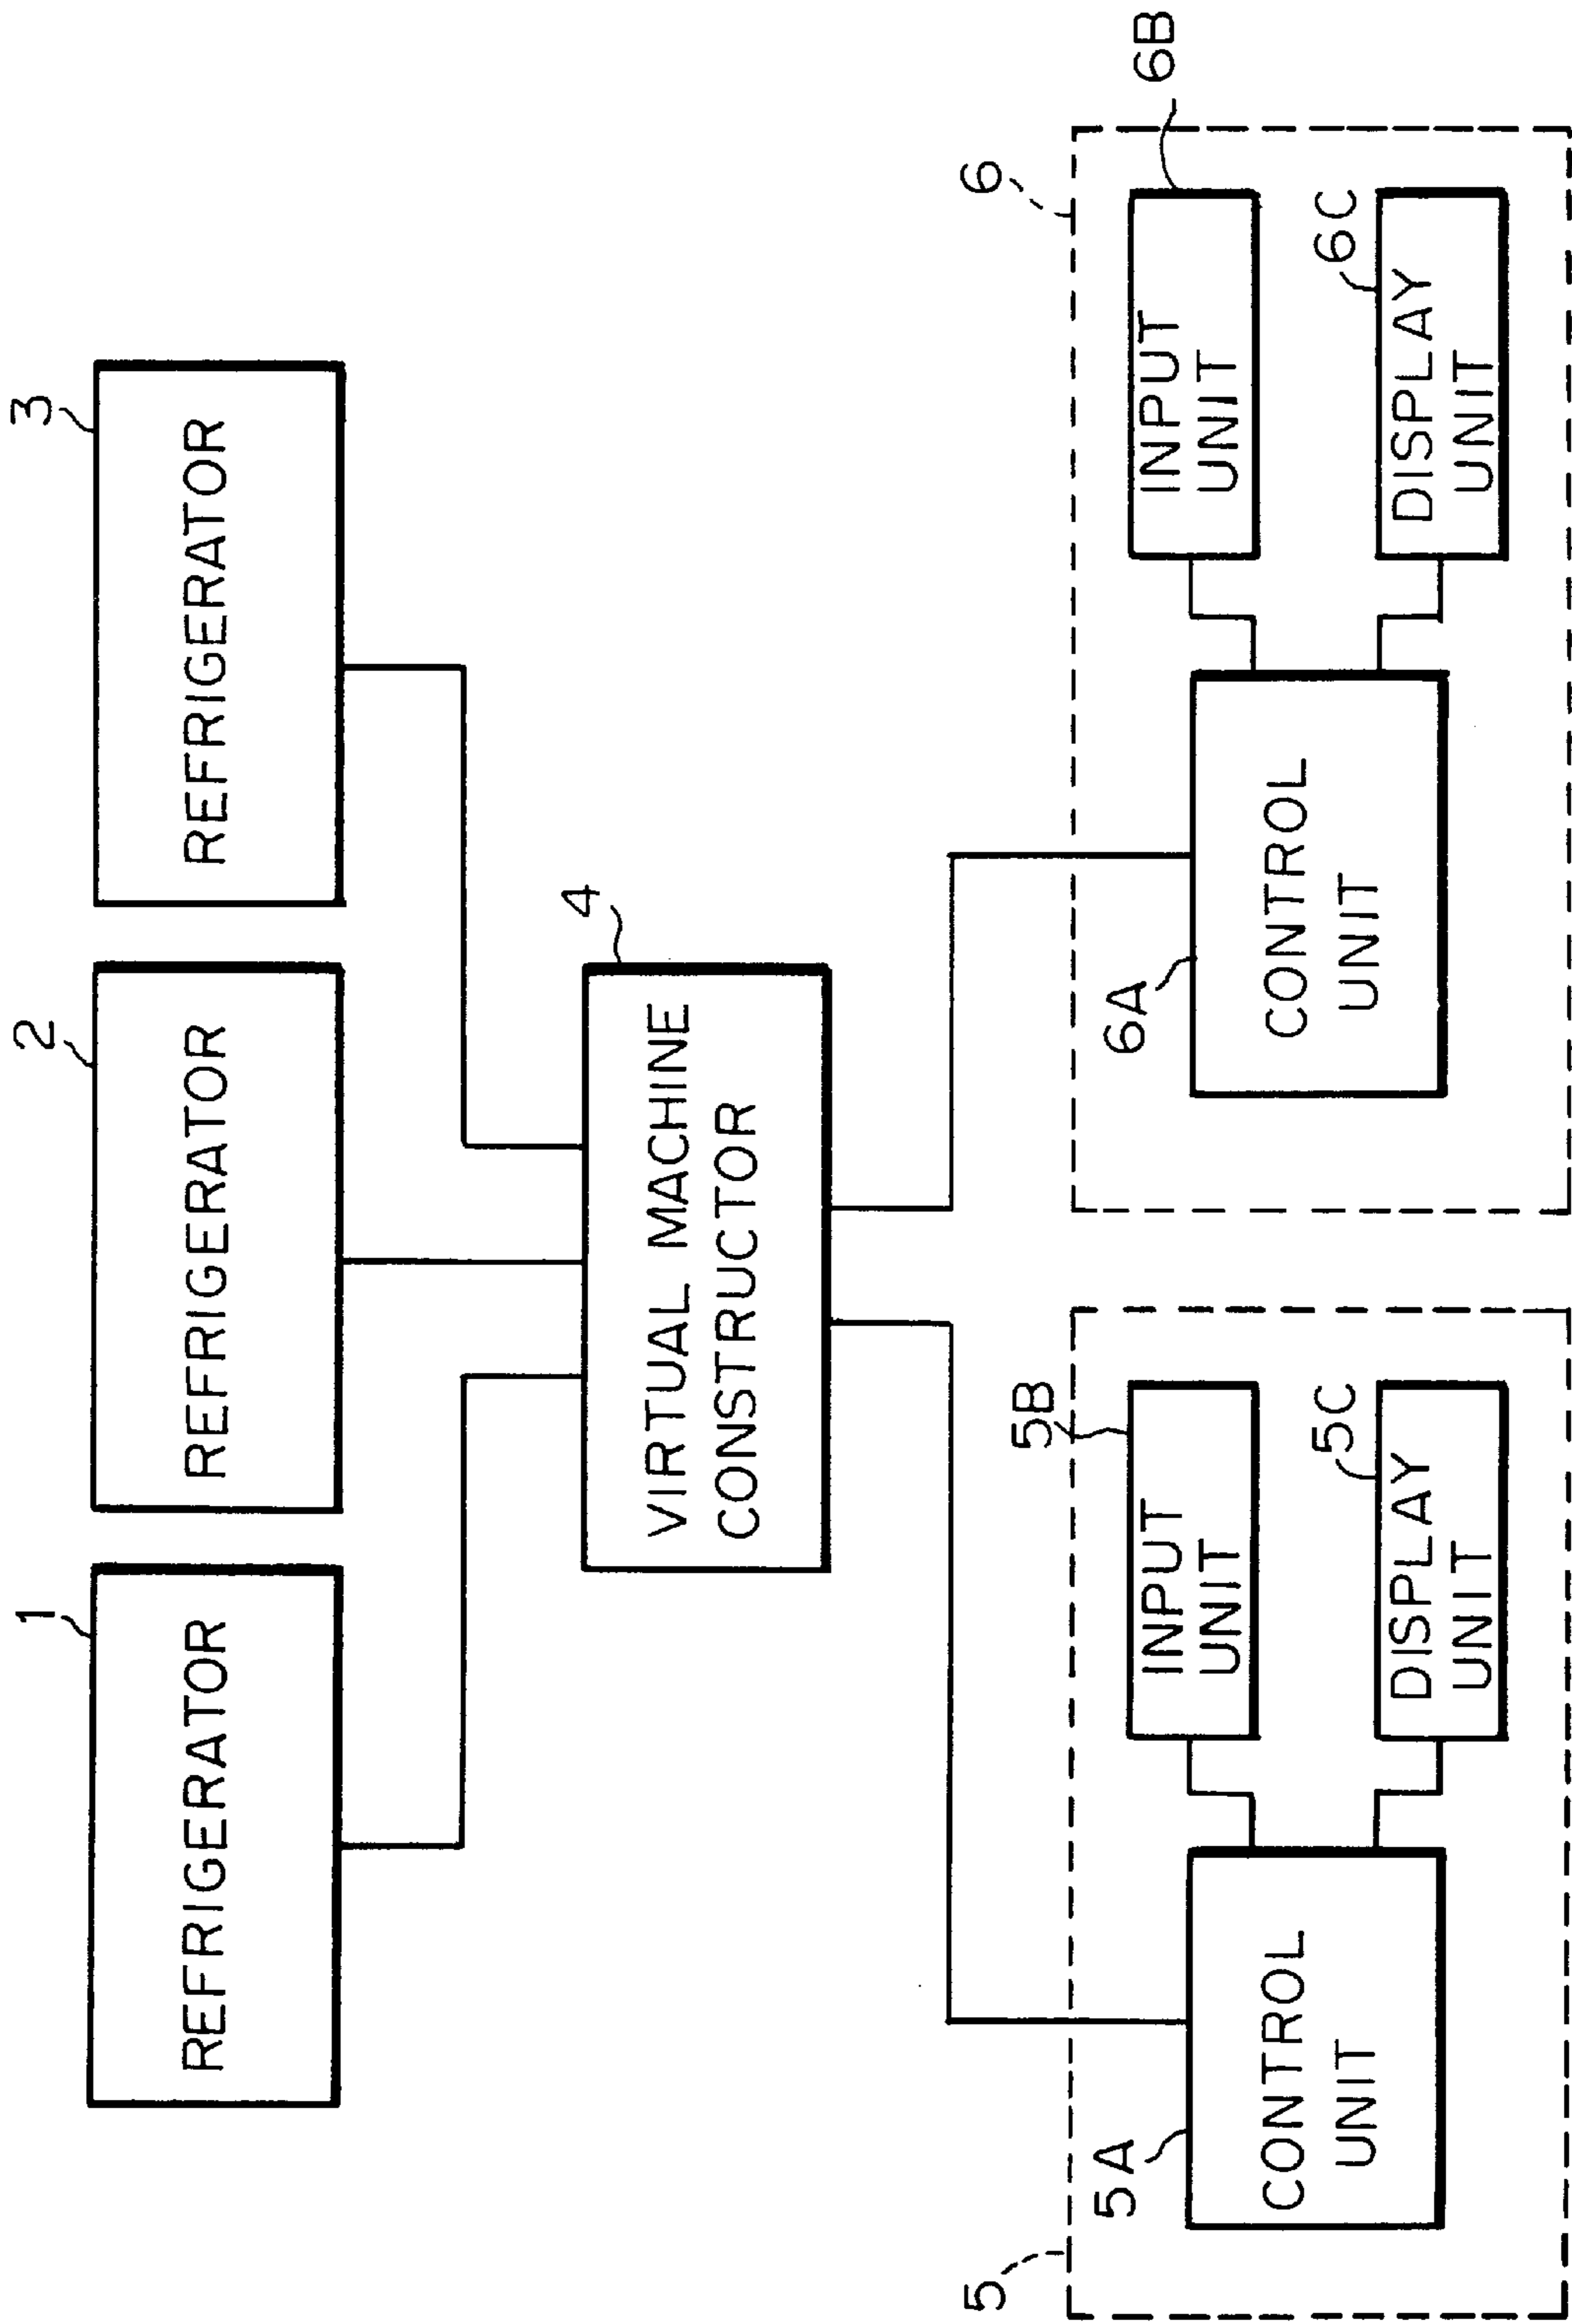 1
REFRIGERATOR
2
REFRIGERATOR
3
REFRIGERATOR
4
VIRTUAL MACHINE
CONSTRUCTOR
5
5A
CONTROL
UNIT
5B
INPUT
UNIT
5C
DISPLAY
UNIT
6
6A
CONTROL
UNIT
6B
INPUT
UNIT
6C
DISPLAY
UNIT